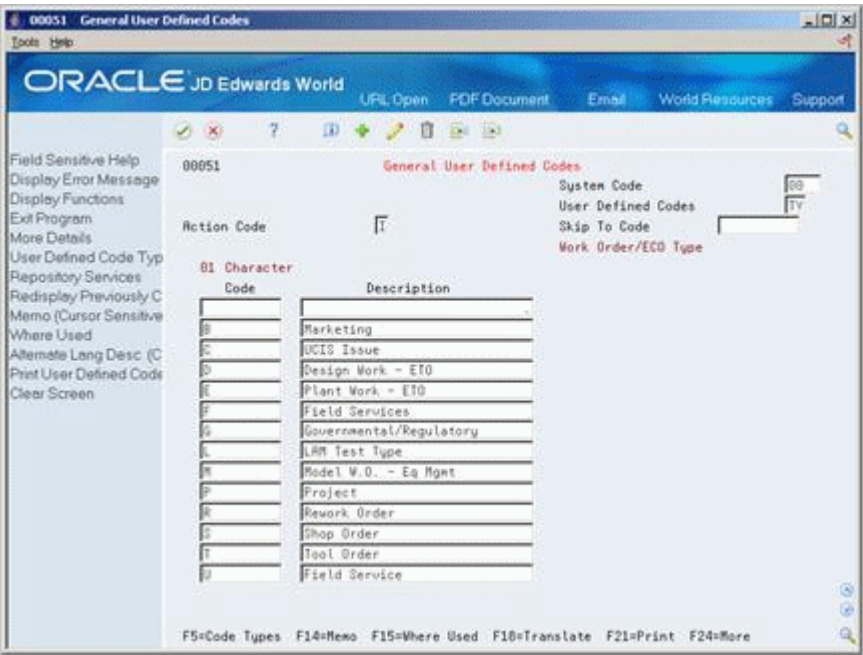 00051 General User Defined Codes
Tools Help
ORACLE JD Edwards World
URL Open PDF Document Email World Resources Support
?
Field Sensitive Help
Display Error Message
Display Functions
Exit Program
More Details
User Defined Code Typ
Repository Services
Redisplay Previously C
Memo (Cursor Sensitive
Where Used
Alternate Lang Desc (C
Print User Defined Code
Clear Screen
00051 General User Defined Codes
System Code 00
User Defined Codes TY
Action Code I Skip To Code
Work Order/ECO Type
01 Character
Code Description
B Marketing
C UCIS Issue
D Design Work - ETO
E Plant Work - ETO
F Field Services
G Governmental/Regulatory
L LAM Test Type
M Model W.O. - Eq Mgmt
P Project
R Rework Order
S Shop Order
T Tool Order
U Field Service
F5=Code Types F14=Memo F15=Where Used F18=Translate F21=Print F24=More